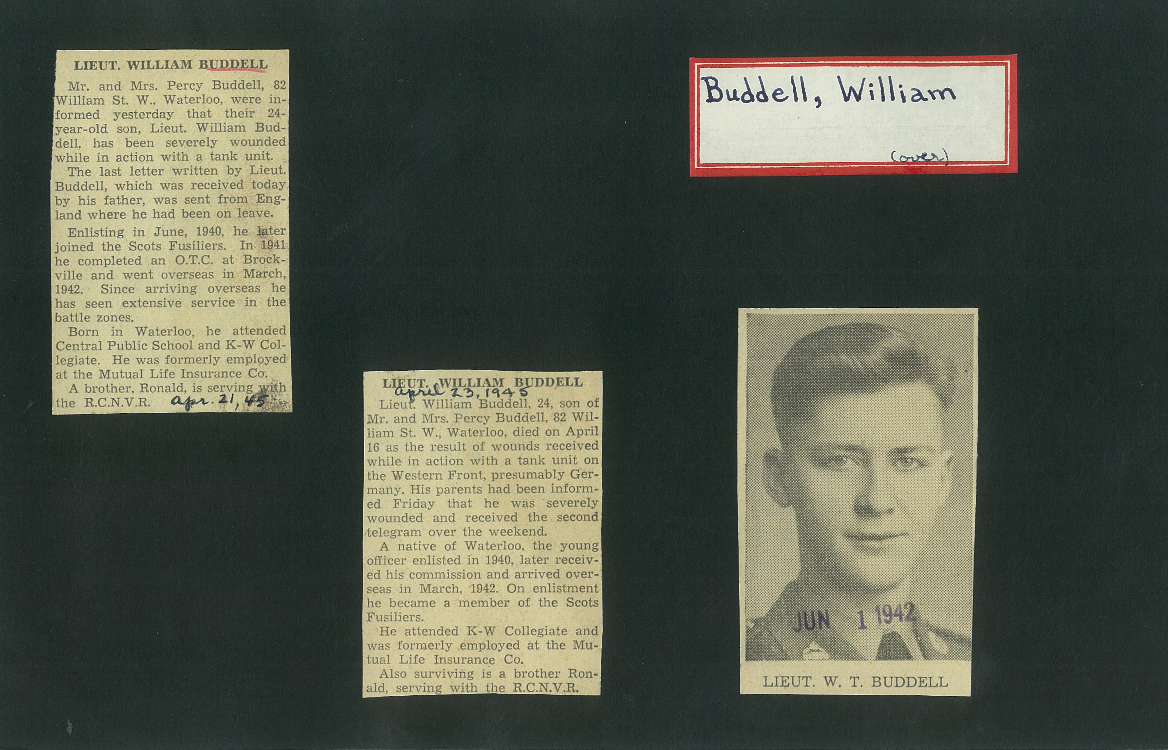 LIEUT. WILLIAM BUDDELL
Mr. and Mrs. Percy Buddell, 82
William St. W., Waterloo, were in-
formed yesterday that their 24-
year-old son, Lieut. William Bud-
dell, has been severely wounded
while in action with a tank unit.
The last letter written by Lieut.
Buddell, which was received today
by his father, was sent from Eng-
land where he had been on leave.
Enlisting in June, 1940, he later
joined the Scots Fusiliers. In 1941
he completed an O.T.C. at Brock-
ville and went overseas in March,
1942. Since arriving overseas he
has seen extensive service in the
battle zones.
Born in Waterloo, he attended
Central Public School and K-W Col-
legiate. He was formerly employed
at the Mutual Life Insurance Co.
A brother, Ronald, is serving with
the R.C.N.V.R. Apr. 21, 45
LIEUT. WILLIAM BUDDELL
April 23, 1945
Lieut. William Buddell, 24, son of
Mr. and Mrs. Percy Buddell, 82 Wil-
liam St. W., Waterloo, died on April
16 as the result of wounds received
while in action with a tank unit on
the Western Front, presumably Ger-
many. His parents had been inform-
ed Friday that he was severely
wounded and received the second
telegram over the weekend.
A native of Waterloo, the young
officer enlisted in 1940, later receiv-
ed his commission and arrived over-
seas in March, 1942. On enlistment
he became a member of the Scots
Fusiliers.
He attended K-W Collegiate and
was formerly employed at the Mu-
tual Life Insurance Co.
Also surviving is a brother Ron-
ald, serving with the R.C.N.V.R.
Buddell, William
(over)
JUN 1 1942
LIEUT. W. T. BUDDELL